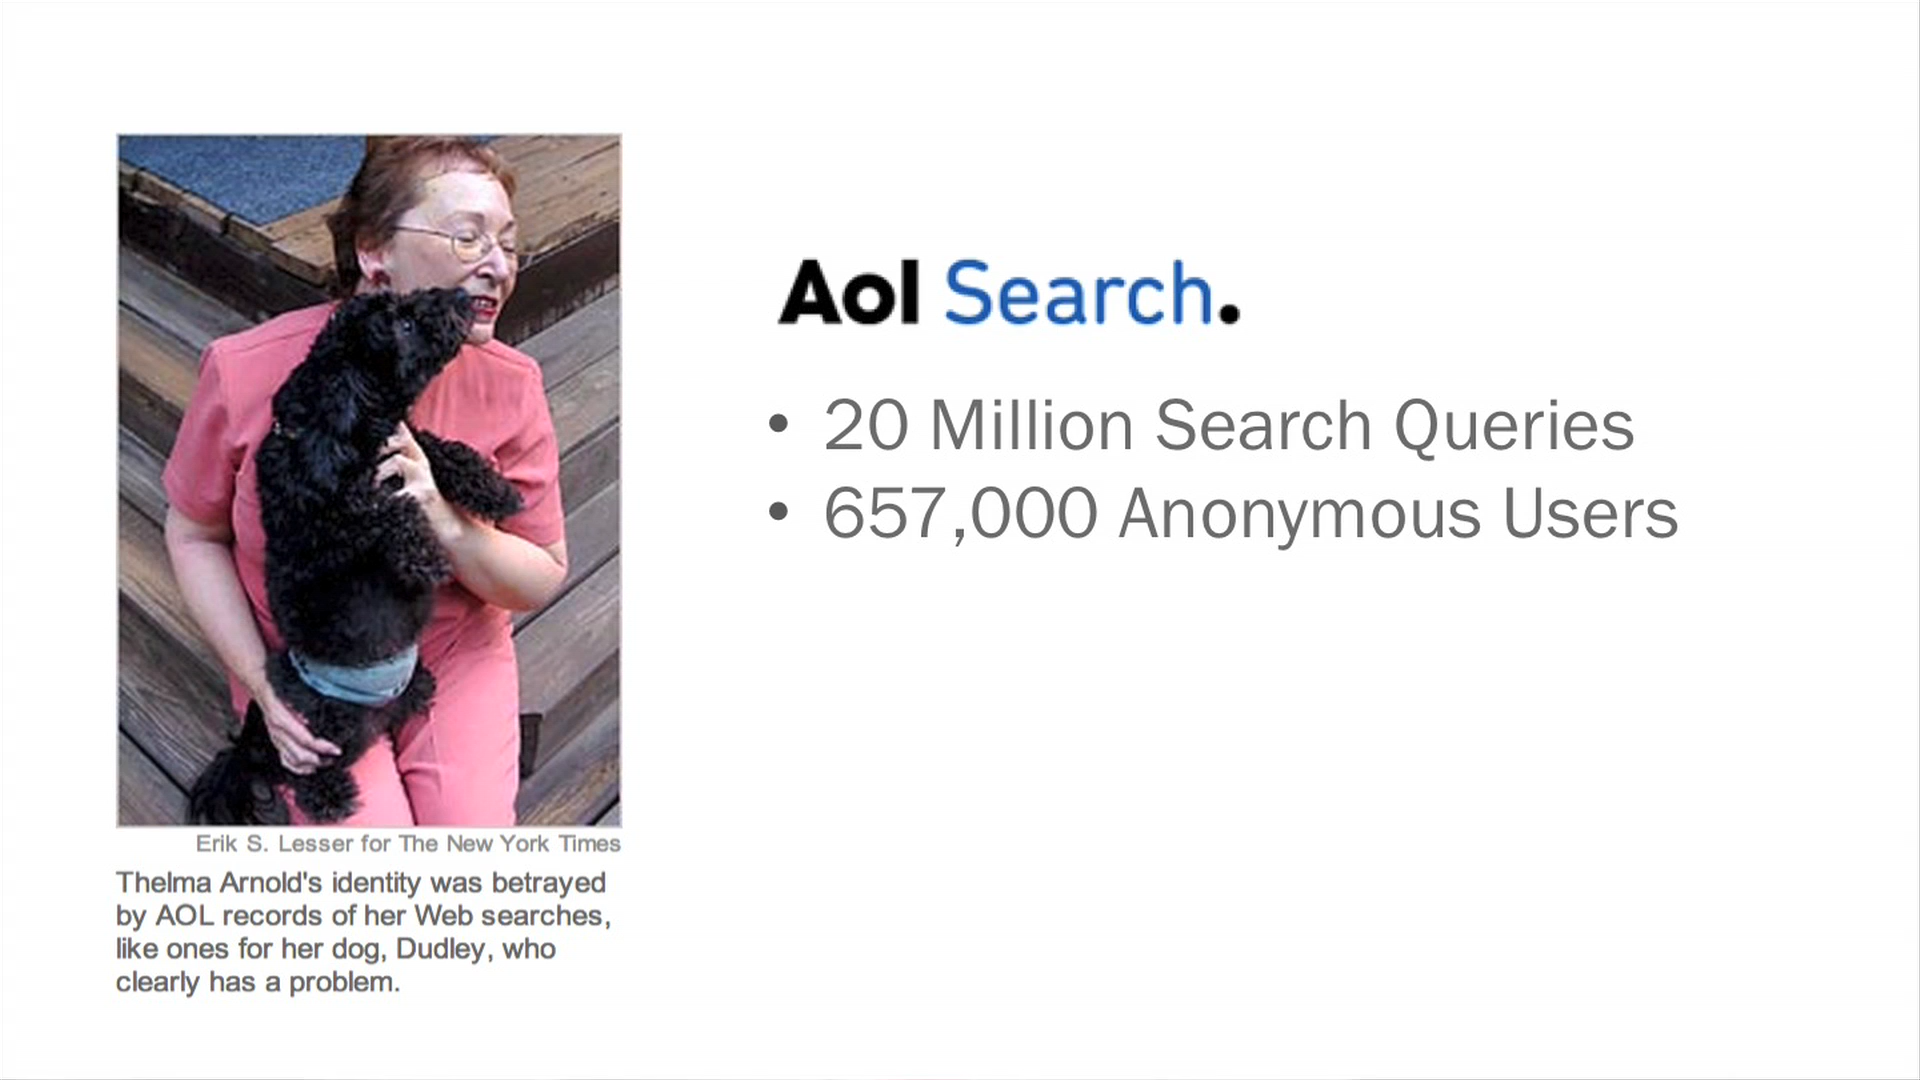 Aol Search.
• 20 Million Search Queries
• 657,000 Anonymous Users
Erik S. Lesser for The New York Times
Thelma Arnold's identity was betrayed
by AOL records of her Web searches,
like ones for her dog, Dudley, who
clearly has a problem.